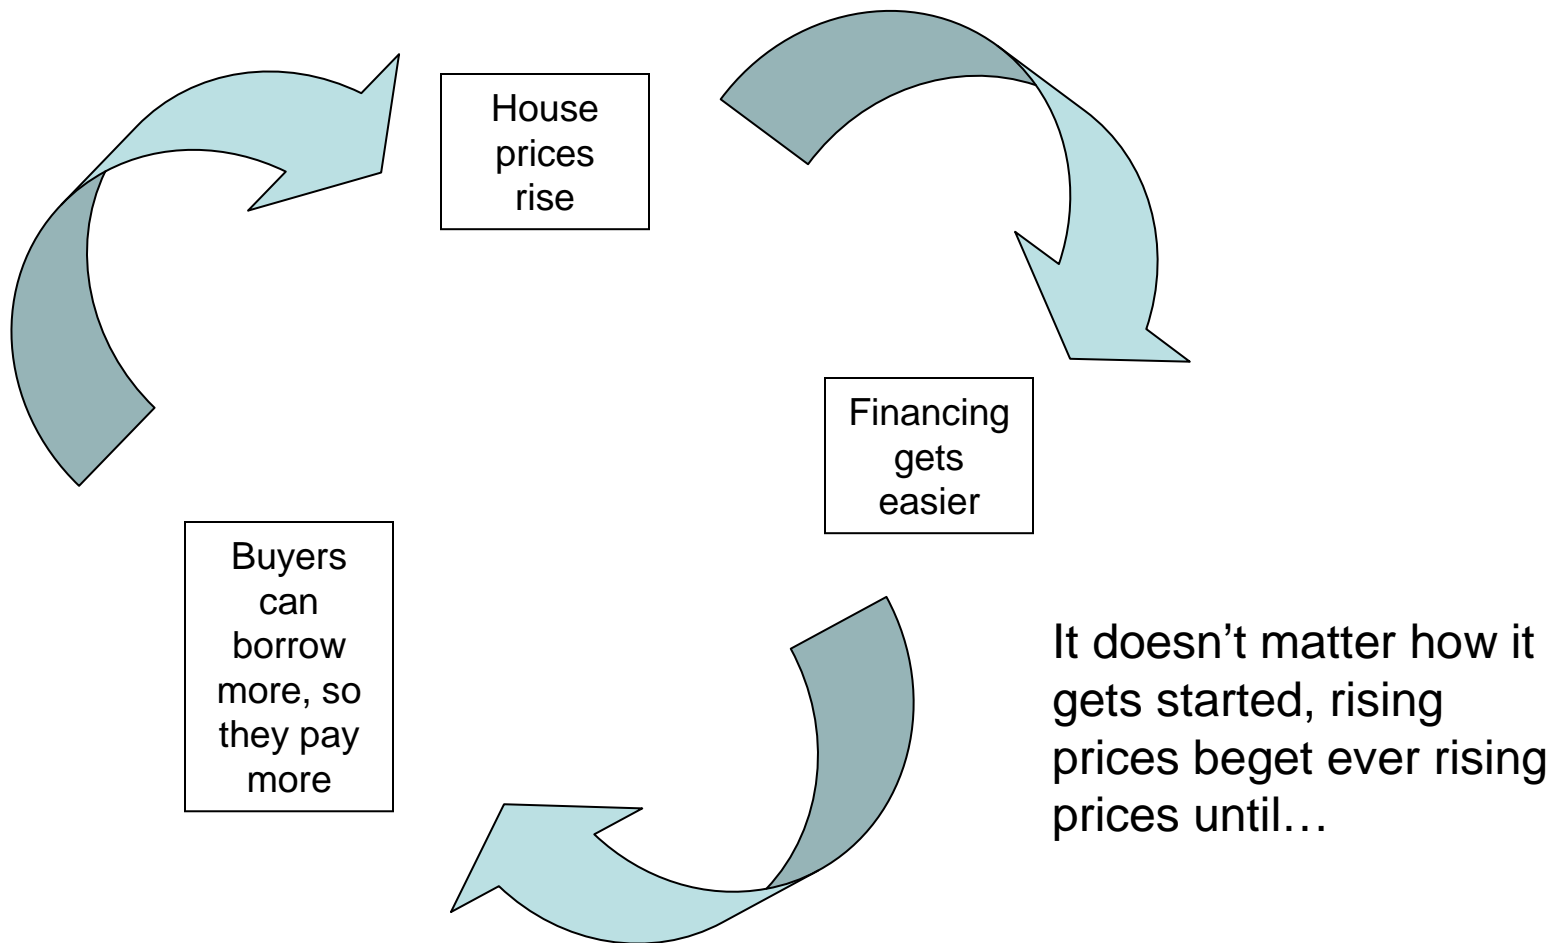 House
prices
rise
Financing
gets
easier
Buyers
can
borrow
more, so
they pay
more
It doesn’t matter how it
gets started, rising
prices beget ever rising
prices until…